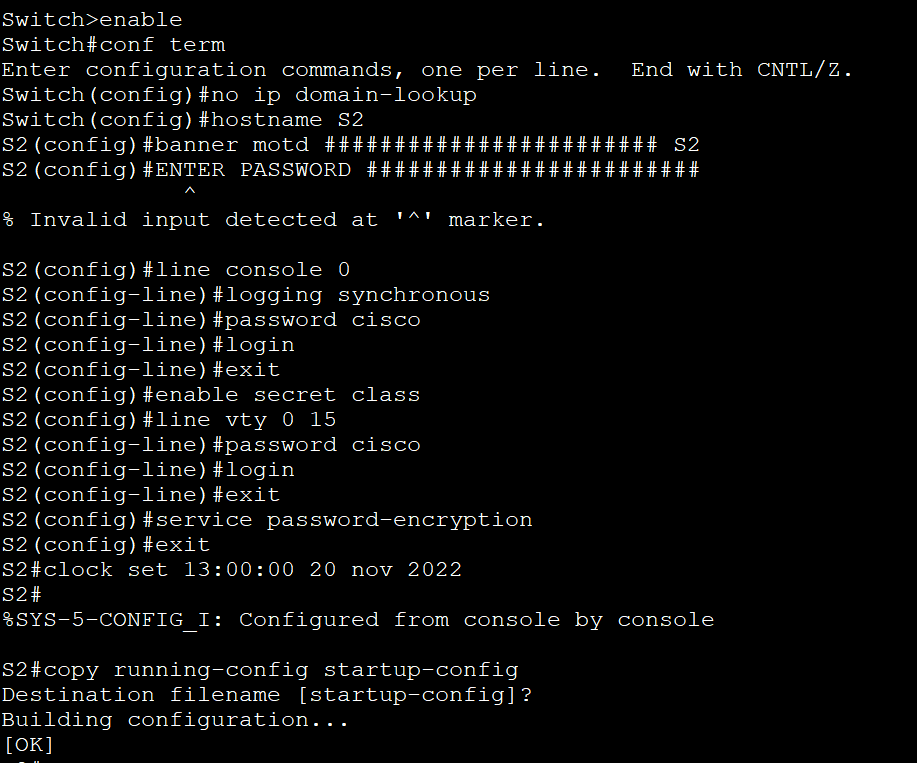 Switch>enable
Switch#conf term
Enter configuration commands, one per line.  End with CNTL/Z.
Switch(config)#no ip domain-lookup
Switch(config)#hostname S2
S2(config)#banner motd ######################## S2
S2(config)#ENTER PASSWORD ########################
             ^
% Invalid input detected at '^' marker.

S2(config)#line console 0
S2(config-line)#logging synchronous
S2(config-line)#password cisco
S2(config-line)#login
S2(config-line)#exit
S2(config)#enable secret class
S2(config)#line vty 0 15
S2(config-line)#password cisco
S2(config-line)#login
S2(config-line)#exit
S2(config)#service password-encryption
S2(config)#exit
S2#clock set 13:00:00 20 nov 2022
S2#
%SYS-5-CONFIG_I: Configured from console by console

S2#copy running-config startup-config
Destination filename [startup-config]?
Building configuration...
[OK]